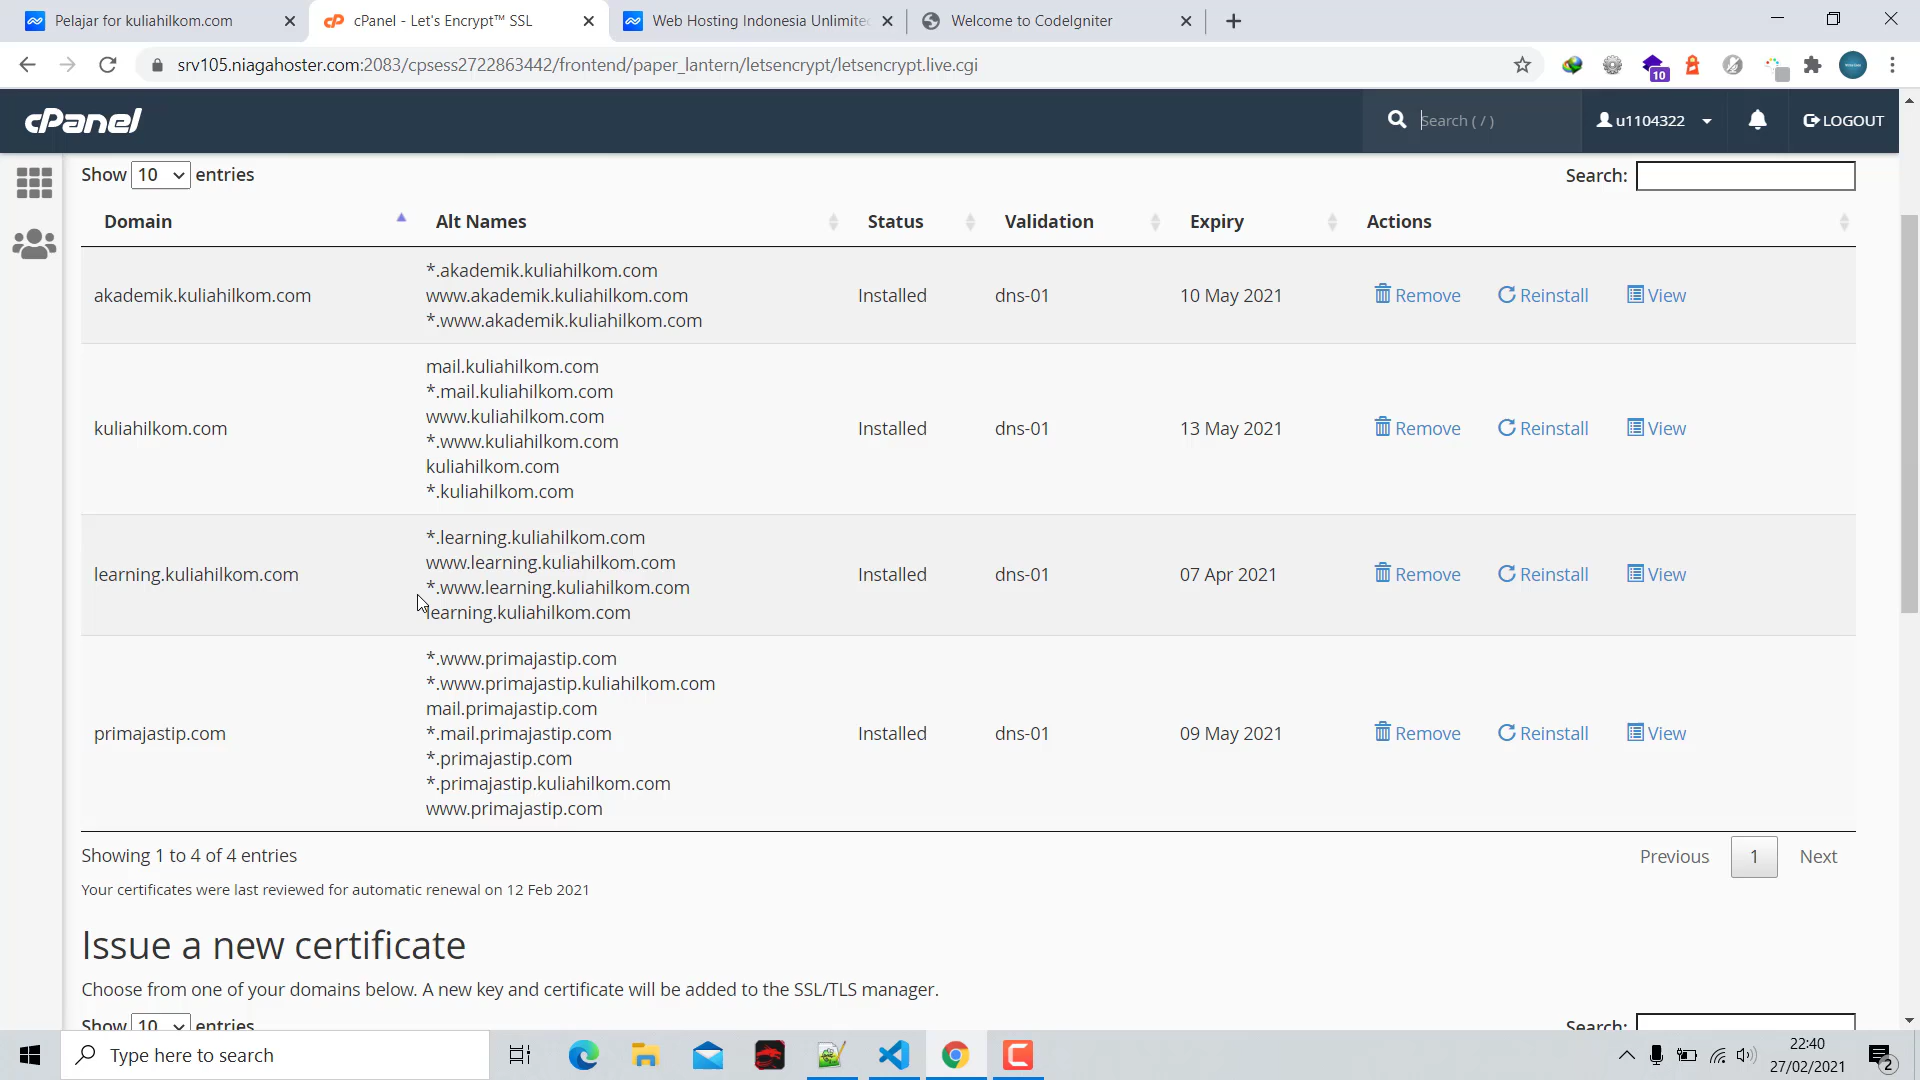 Pelajar for kuliahilkom.com
cPanel - Let's Encrypt™ SSL
Web Hosting Indonesia Unlimite
Welcome to CodeIgniter
srv105.niagahoster.com:2083/cpsess2722863442/frontend/paper_lantern/letsencrypt/letsencrypt.live.cgi
10
cPanel
Search ( / )
u1104322
LOGOUT
Show 10 entries
Search:
Domain
Alt Names
Status
Validation
Expiry
Actions
akademik.kuliahilkom.com
*.akademik.kuliahilkom.com
www.akademik.kuliahilkom.com
*.www.akademik.kuliahilkom.com
Installed
dns-01
10 May 2021
Remove
Reinstall
View
kuliahilkom.com
mail.kuliahilkom.com
*.mail.kuliahilkom.com
www.kuliahilkom.com
*.www.kuliahilkom.com
kuliahilkom.com
*.kuliahilkom.com
Installed
dns-01
13 May 2021
Remove
Reinstall
View
learning.kuliahilkom.com
*.learning.kuliahilkom.com
www.learning.kuliahilkom.com
*.www.learning.kuliahilkom.com
learning.kuliahilkom.com
Installed
dns-01
07 Apr 2021
Remove
Reinstall
View
primajastip.com
*.www.primajastip.com
*.www.primajastip.kuliahilkom.com
mail.primajastip.com
*.mail.primajastip.com
*.primajastip.com
*.primajastip.kuliahilkom.com
www.primajastip.com
Installed
dns-01
09 May 2021
Remove
Reinstall
View
Showing 1 to 4 of 4 entries
Previous
1
Next
Your certificates were last reviewed for automatic renewal on 12 Feb 2021
Issue a new certificate
Choose from one of your domains below. A new key and certificate will be added to the SSL/TLS manager.
Show 10 entries
Search:
Type here to search
22:40
27/02/2021
2